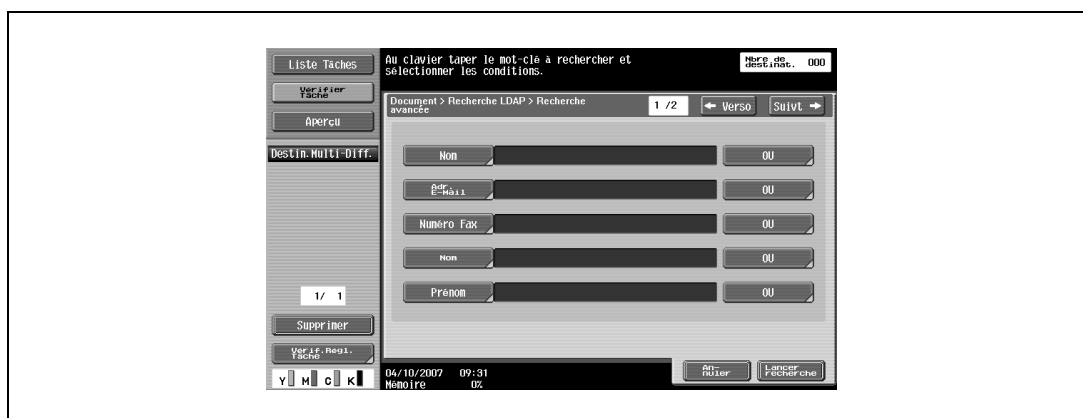 Liste Tâches
Vérifier
Tâche
Aperçu
Destin.Multi-Diff.
1/ 1
Supprimer
Vérif.Régl.
Tâche
Y M C K
Au clavier taper le mot-clé à rechercher et
sélectionner les conditions.
Nbre de
destinat. 000
Document > Recherche LDAP > Recherche
avancée
1 /2
← Verso
Suivt →
Nom
OU
Adr.
E-Mail
OU
Numéro Fax
OU
Nom
OU
Prénom
OU
04/10/2007 09:31
Mémoire 0%
An-
nuler
Lancer
recherche